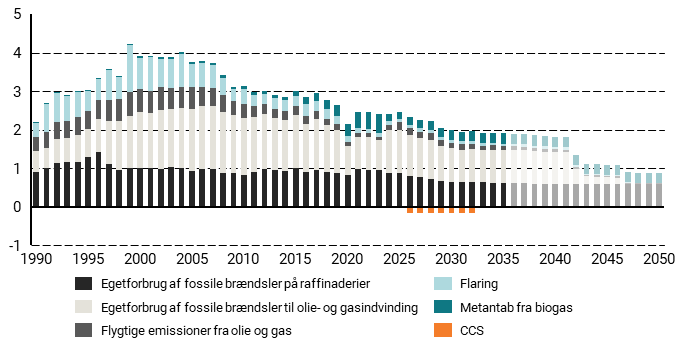 5
4
3
2
1
0
-1
1990 1995 2000 2005 2010 2015 2020 2025 2030 2035 2040 2045 2050
Egetforbrug af fossile brændsler på raffinaderier
Flaring
Egetforbrug af fossile brændsler til olie- og gasindvinding
Metantab fra biogas
Flygtige emissioner fra olie og gas
CCS